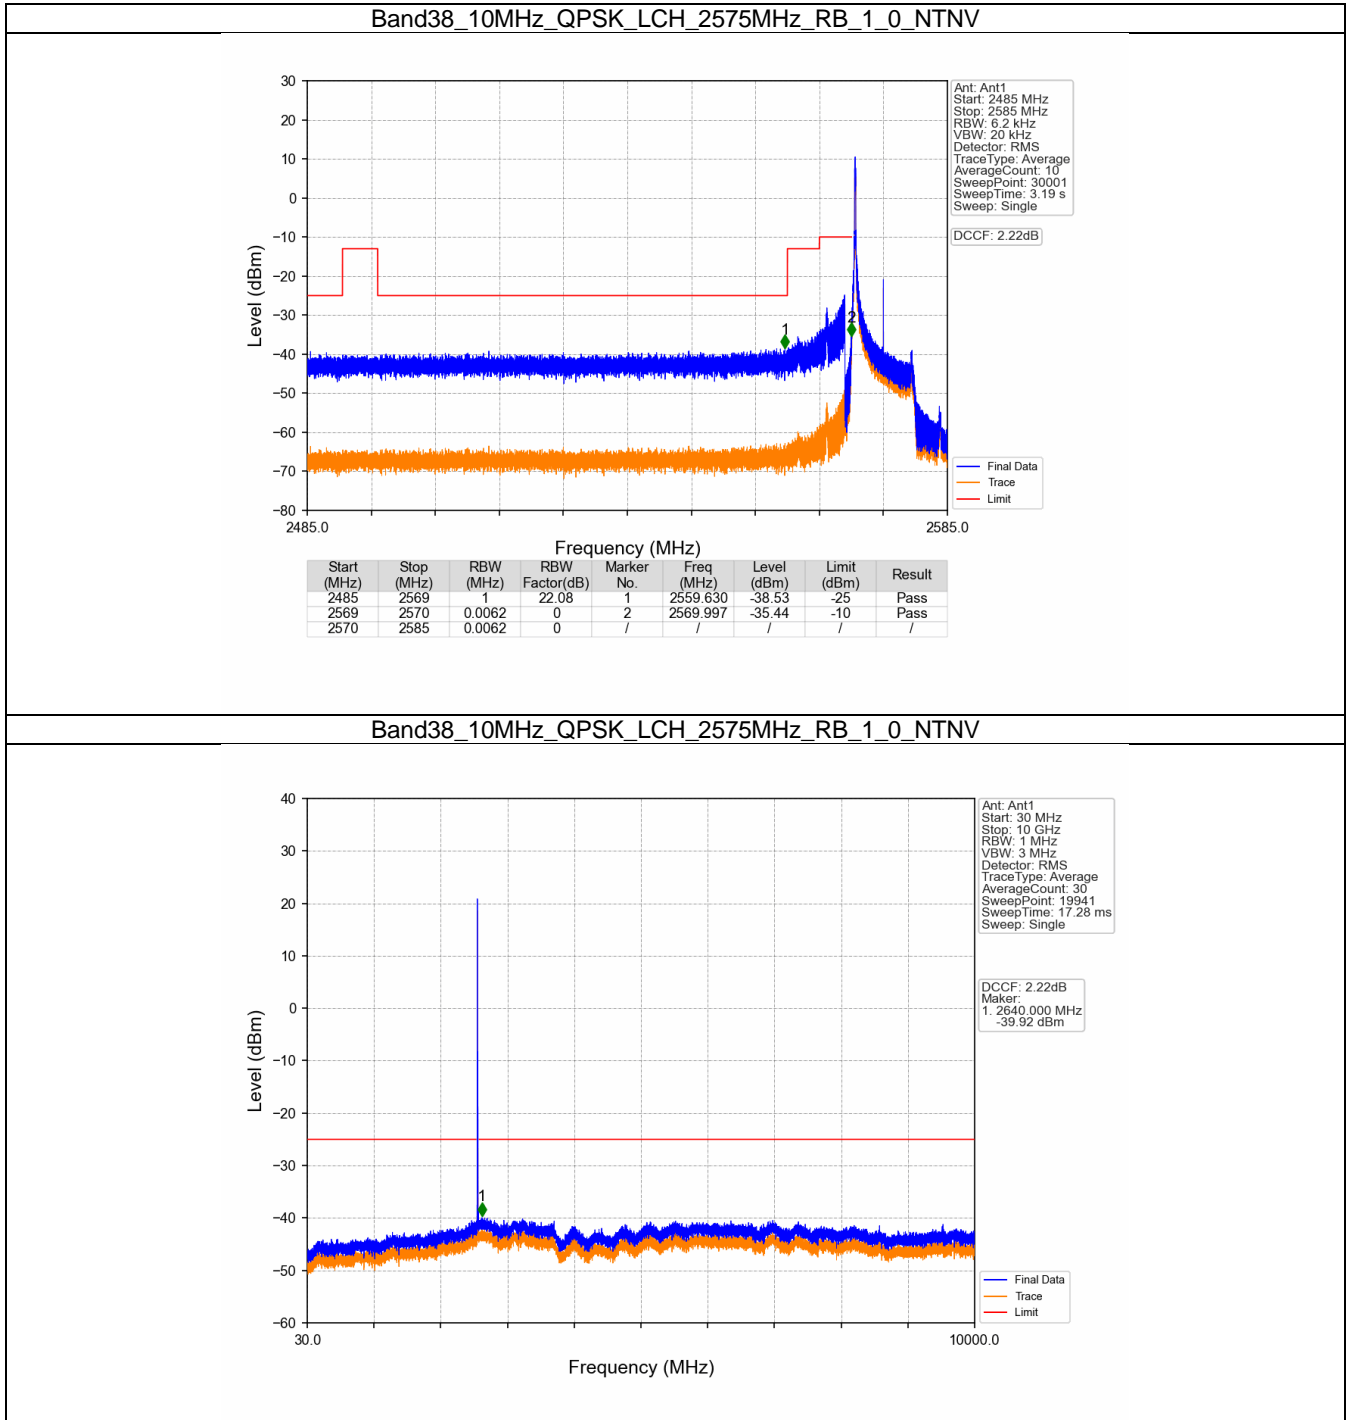 Band38_10MHz_QPSK_LCH_2575MHz_RB_1_0_NTNV
30
20
10
0
−10
−20
−30
−40
−50
−60
−70
−80
Level (dBm)
1
2
2485.0
2585.0
Frequency (MHz)
Ant: Ant1
Start: 2485 MHz
Stop: 2585 MHz
RBW: 6.2 kHz
VBW: 20 kHz
Detector: RMS
TraceType: Average
AverageCount: 10
SweepPoint: 30001
SweepTime: 3.19 s
Sweep: Single
DCCF: 2.22dB
Final Data
Trace
Limit
Start (MHz) Stop (MHz) RBW (MHz) RBW Factor(dB) Marker No. Freq (MHz) Level (dBm) Limit (dBm) Result
2485 2569 1 22.08 1 2559.630 -38.53 -25 Pass
2569 2570 0.0062 0 2 2569.997 -35.44 -10 Pass
2570 2585 0.0062 0 / / / / /
Band38_10MHz_QPSK_LCH_2575MHz_RB_1_0_NTNV
40
30
20
10
0
−10
−20
−30
−40
−50
−60
Level (dBm)
1
30.0
10000.0
Frequency (MHz)
Ant: Ant1
Start: 30 MHz
Stop: 10 GHz
RBW: 1 MHz
VBW: 3 MHz
Detector: RMS
TraceType: Average
AverageCount: 30
SweepPoint: 19941
SweepTime: 17.28 ms
Sweep: Single
DCCF: 2.22dB
Maker:
1. 2640.000 MHz
-39.92 dBm
Final Data
Trace
Limit